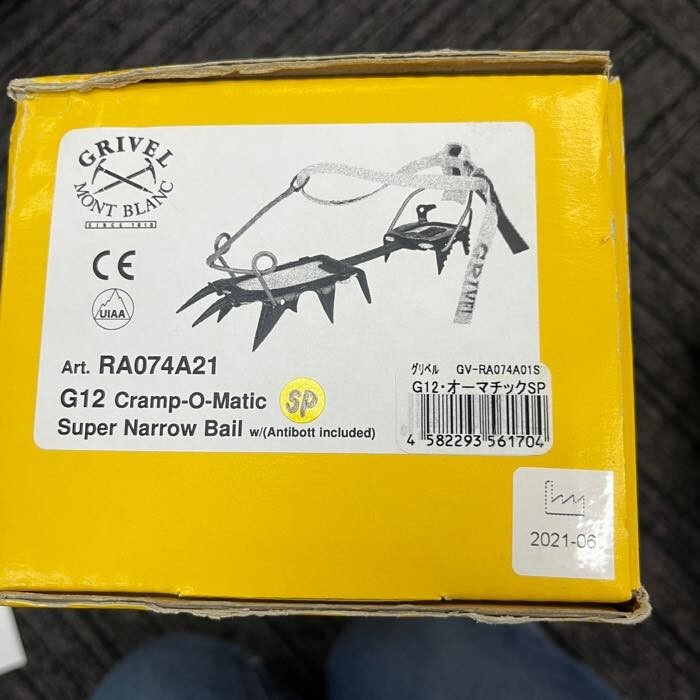 GRIVEL
MONT BLANC
SINCE 1818
CE
UIAA
GRIVEL
Art. RA074A21
G12 Cramp-O-Matic SP
Super Narrow Bail w/(Antibott included)
ｸﾞﾘﾍﾞﾙ GV-RA074A01S
G12・オーマチックSP
4 582293 561704
2021-06